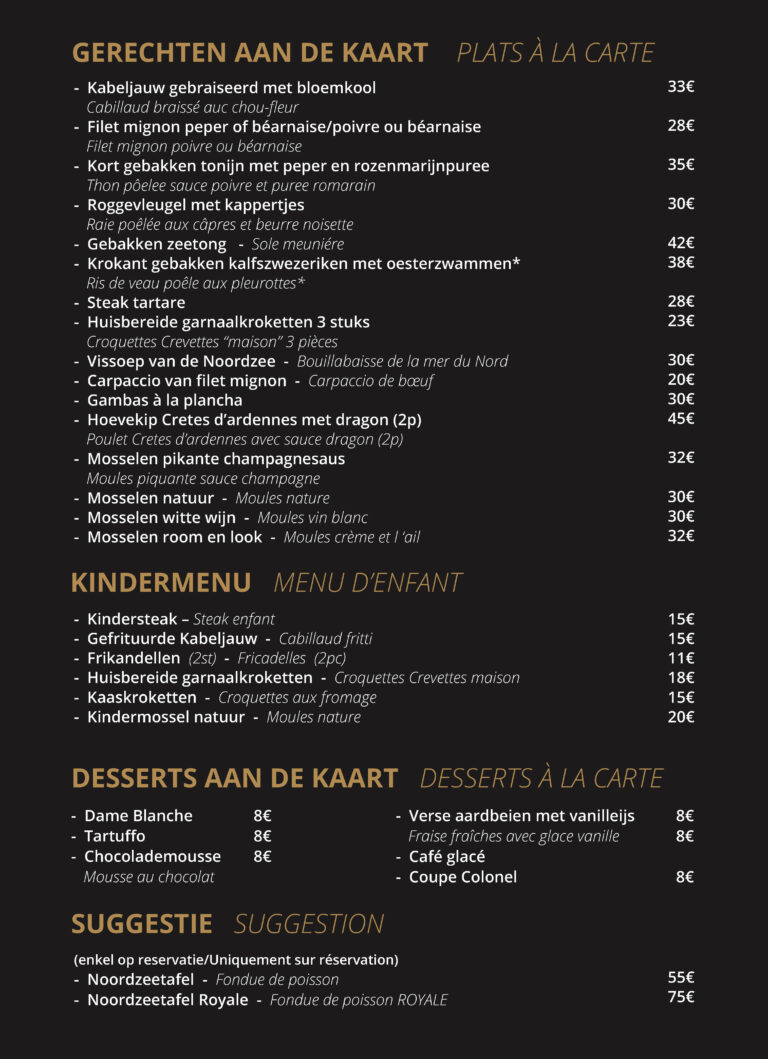 GERECHTEN AAN DE KAART PLATS À LA CARTE
- Kabeljauw gebraiseerd met bloemkool 33€
Cabillaud braissé auc chou-fleur
- Filet mignon peper of béarnaise/poivre ou béarnaise 28€
Filet mignon poivre ou béarnaise
- Kort gebakken tonijn met peper en rozenmarijnpuree 35€
Thon pôelee sauce poivre et puree romarain
- Roggevleugel met kappertjes 30€
Raie poêlée aux câpres et beurre noisette
- Gebakken zeetong - Sole meuniére 42€
- Krokant gebakken kalfszwezeriken met oesterzwammen* 38€
Ris de veau poêle aux pleurottes*
- Steak tartare 28€
- Huisbereide garnaalkroketten 3 stuks 23€
Croquettes Crevettes “maison” 3 pièces
- Vissoep van de Noordzee - Bouillabaisse de la mer du Nord 30€
- Carpaccio van filet mignon - Carpaccio de bœuf 20€
- Gambas à la plancha 30€
- Hoevekip Cretes d’ardennes met dragon (2p) 45€
Poulet Cretes d’ardennes avec sauce dragon (2p)
- Mosselen pikante champagnesaus 32€
Moules piquante sauce champagne
- Mosselen natuur - Moules nature 30€
- Mosselen witte wijn - Moules vin blanc 30€
- Mosselen room en look - Moules crème et l ‘ail 32€
KINDERMENU MENU D’ENFANT
- Kindersteak – Steak enfant 15€
- Gefrituurde Kabeljauw - Cabillaud fritti 15€
- Frikandellen (2st) - Fricadelles (2pc) 11€
- Huisbereide garnaalkroketten - Croquettes Crevettes maison 18€
- Kaaskroketten - Croquettes aux fromage 15€
- Kindermossel natuur - Moules nature 20€
DESSERTS AAN DE KAART DESSERTS À LA CARTE
- Dame Blanche 8€
- Tartuffo 8€
- Chocolademousse 8€
Mousse au chocolat
- Verse aardbeien met vanilleijs 8€
Fraise fraîches avec glace vanille 8€
- Café glacé
- Coupe Colonel 8€
SUGGESTIE SUGGESTION
(enkel op reservatie/Uniquement sur réservation)
- Noordzeetafel - Fondue de poisson 55€
- Noordzeetafel Royale - Fondue de poisson ROYALE 75€